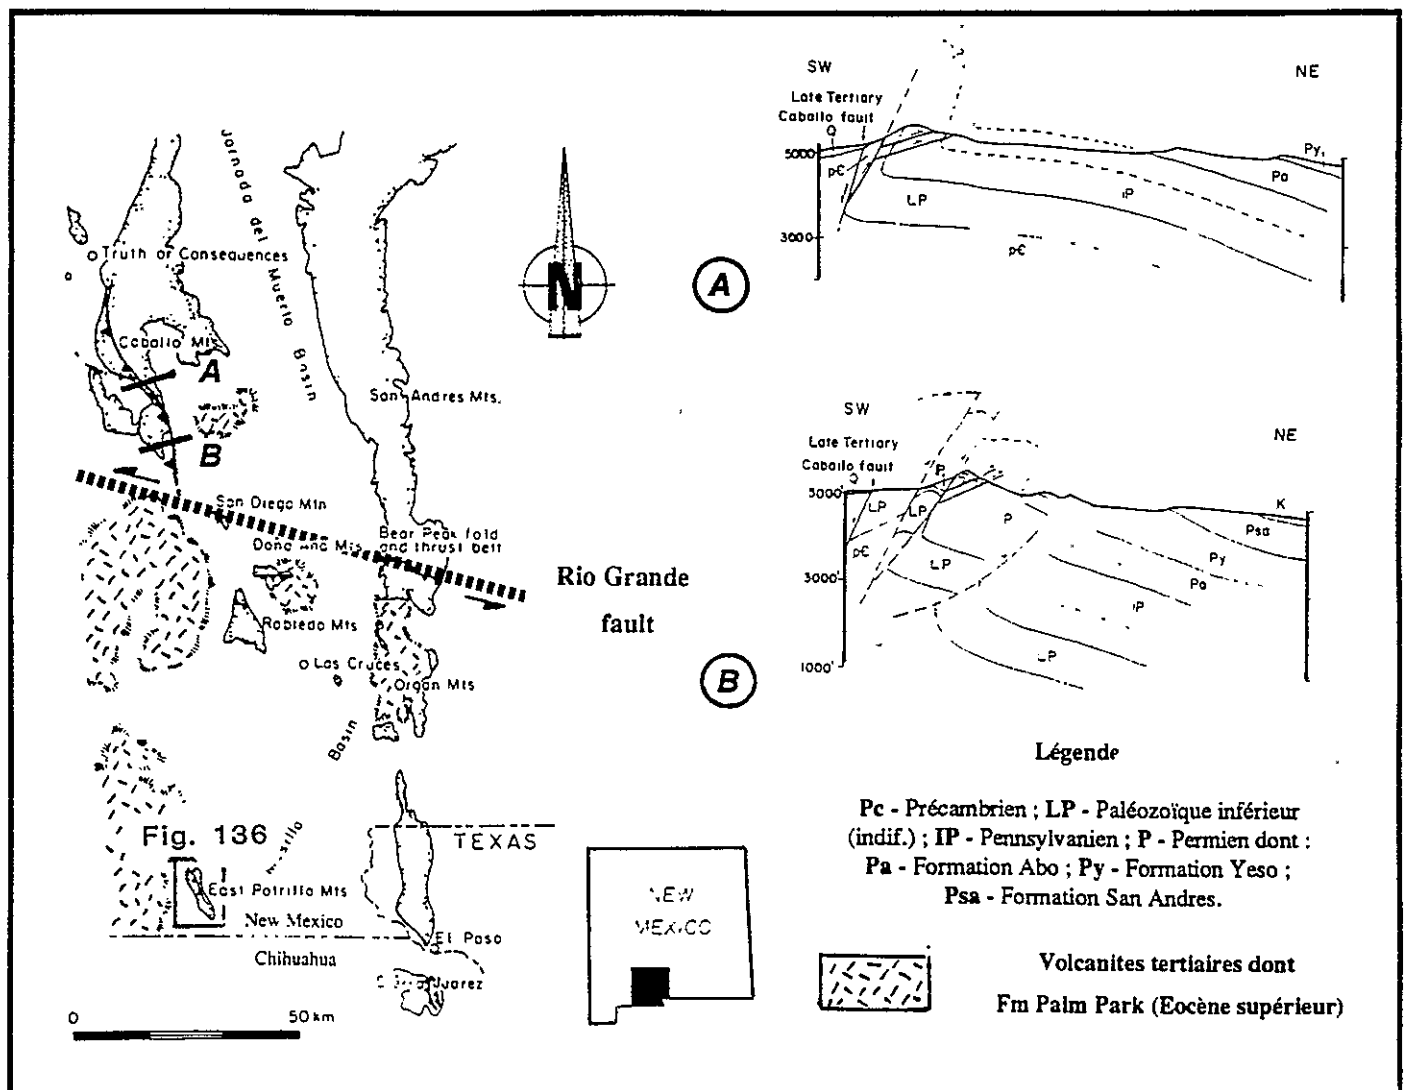 Jornada del Muerto Basin
Truth or Consequences
Caballo Mts
A
San Andres Mts.
B
San Diego Mtn
Bear Peak fold
and thrust belt
Dona Ana Mts
Rio Grande
fault
Robledo Mts
Las Cruces
Organ Mts
Basin
Fig. 136
TEXAS
East Potrillo Mts
New Mexico
El Paso
Chihuahua
Juarez
0 50 km
N
A
SW
NE
Late Tertiary
Caballo fault
Q
5000
p€
LP
IP
Pa
Py
3000
p€
B
SW
NE
Late Tertiary
Caballo fault
Q
5000'
LP
LP
P
P
K
Psa
p€
LP
Py
Pa
3000'
IP
LP
1000'
NEW
MEXICO
Légende
Pc - Précambrien ; LP - Paléozoïque inférieur
(indif.) ; IP - Pennsylvanien ; P - Permien dont :
Pa - Formation Abo ; Py - Formation Yeso ;
Psa - Formation San Andres.
Volcanites tertiaires dont
Fm Palm Park (Eocène supérieur)